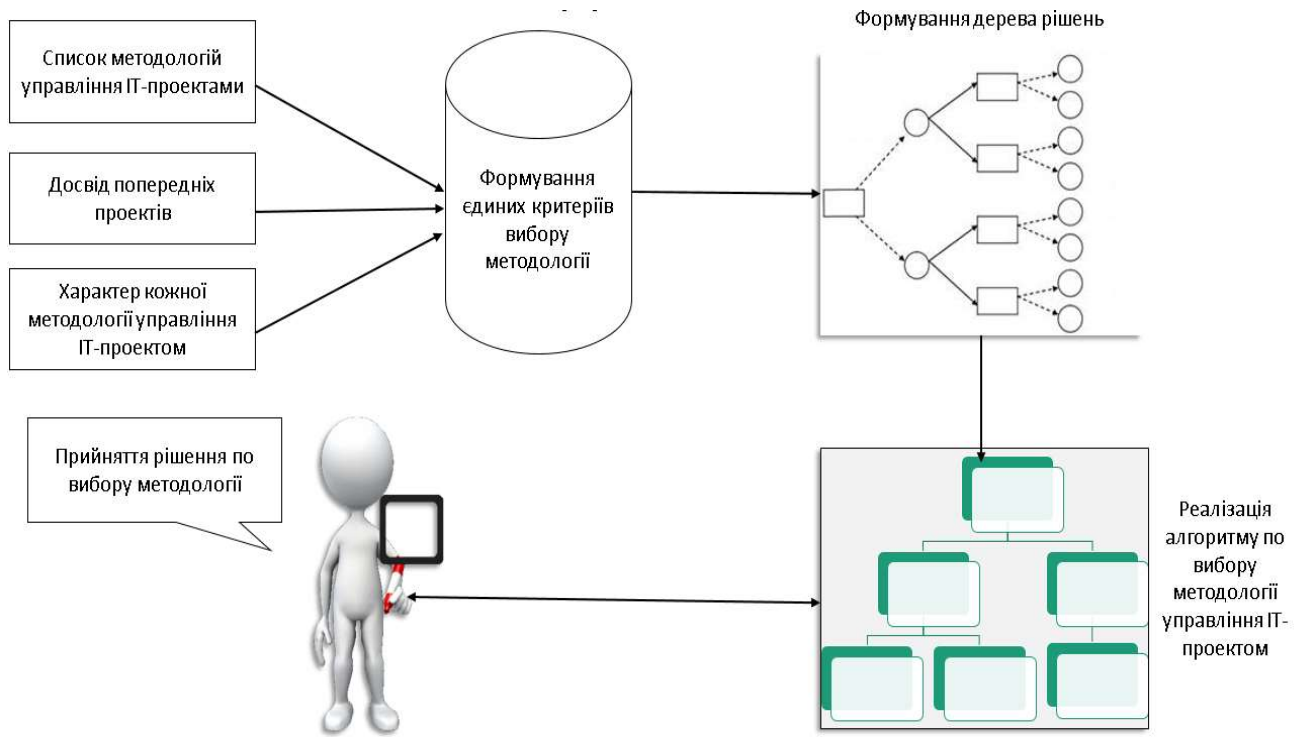 Формування дерева рішень
Список методологій
управління ІТ-проектами
Досвід попередніх
проектів
Характер кожної
методології управління
ІТ-проектом
Формування
єдиних критеріїв
вибору
методології
Прийняття рішення по
вибору методології
Реалізація
алгоритму по
вибору
методології
управління ІТ-
проектом